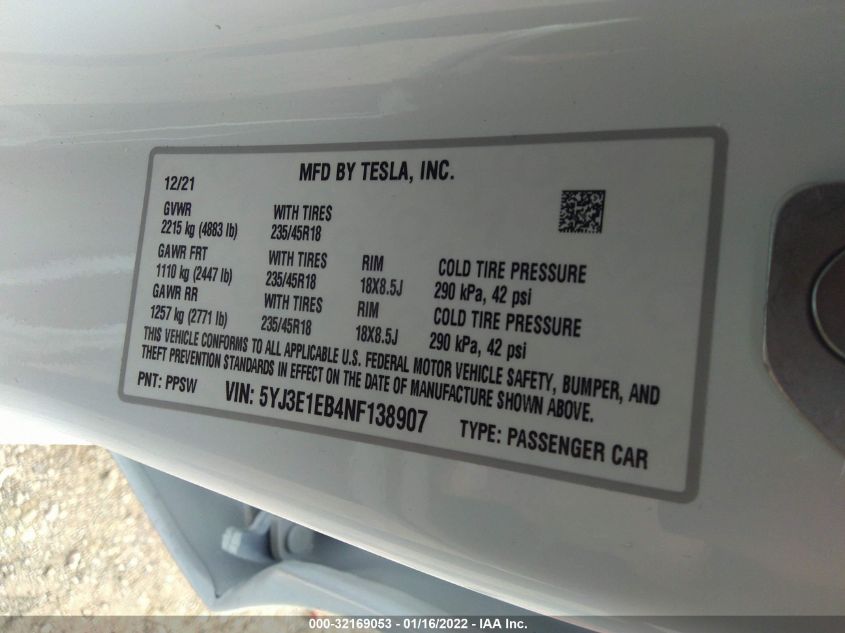 MFD BY TESLA, INC.
12/21
GVWR WITH TIRES
2215 kg (4883 lb) 235/45R18
GAWR FRT WITH TIRES RIM COLD TIRE PRESSURE
1110 kg (2447 lb) 235/45R18 18X8.5J 290 kPa, 42 psi
GAWR RR WITH TIRES RIM COLD TIRE PRESSURE
1257 kg (2771 lb) 235/45R18 18X8.5J 290 kPa, 42 psi
THIS VEHICLE CONFORMS TO ALL APPLICABLE U.S. FEDERAL MOTOR VEHICLE SAFETY, BUMPER, AND
THEFT PREVENTION STANDARDS IN EFFECT ON THE DATE OF MANUFACTURE SHOWN ABOVE.
PNT: PPSW VIN: 5YJ3E1EB4NF138907 TYPE: PASSENGER CAR
000-32169053 - 01/16/2022 - IAA Inc.